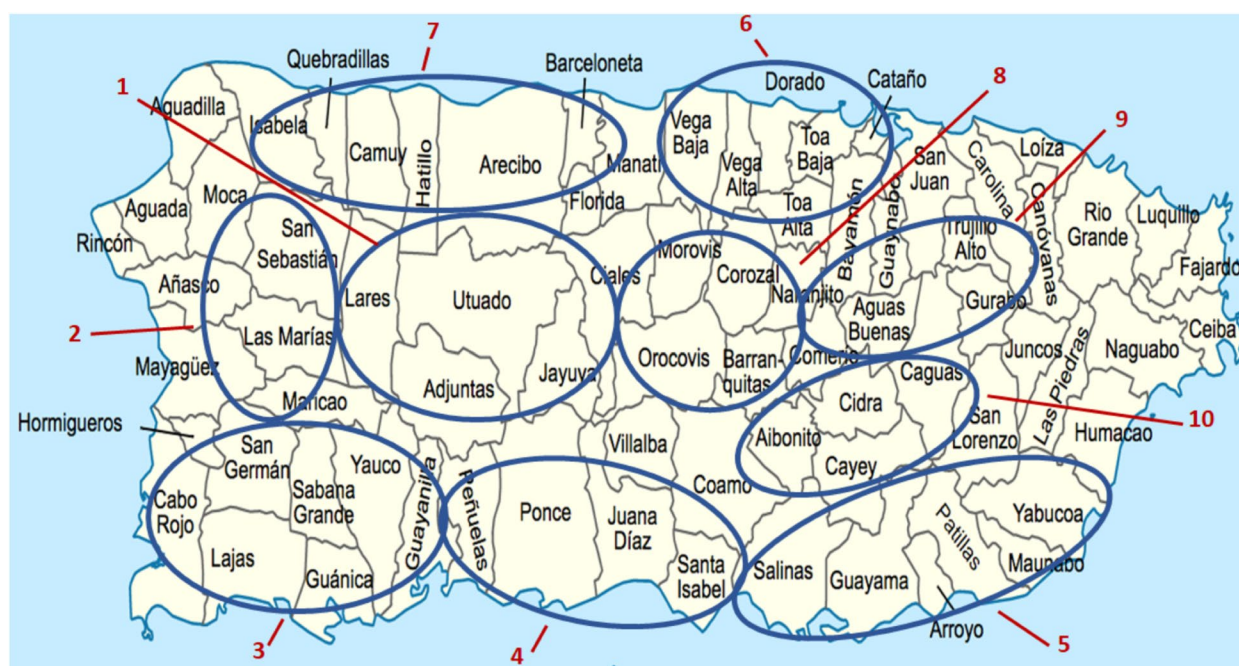 7
6
Quebradillas
Barceloneta
Dorado
Cataño
8
1
Aguadilla
Isabela
Camuy
Hatillo
Arecibo
Manatí
Vega
Baja
Vega
Alta
Toa
Baja
San
Juan
Carolina
Loíza
9
Moca
Florida
Toa
Alta
Bayamón
Guaynabo
Trujillo
Alto
Canóvanas
Rio
Grande
Luquillo
Aguada
Rincón
San
Sebastián
Morovis
Corozal
Fajardo
Añasco
Lares
Utuado
Ciales
Naranjito
Gurabo
2
Las Marías
Aguas
Buenas
Ceiba
Mayagüez
Adjuntas
Jayuya
Orocovis
Barran-
quitas
Comerío
Caguas
Juncos
Las Piedras
Naguabo
Maricao
Cidra
10
Hormigueros
San
Germán
Yauco
Villalba
Aibonito
San
Lorenzo
Humacao
Cayey
Cabo
Rojo
Sabana
Grande
Guayanilla
Peñuelas
Ponce
Juana
Díaz
Coamo
Patillas
Yabucoa
Lajas
Guánica
Santa
Isabel
Salinas
Guayama
Maunabo
Arroyo
3
4
5